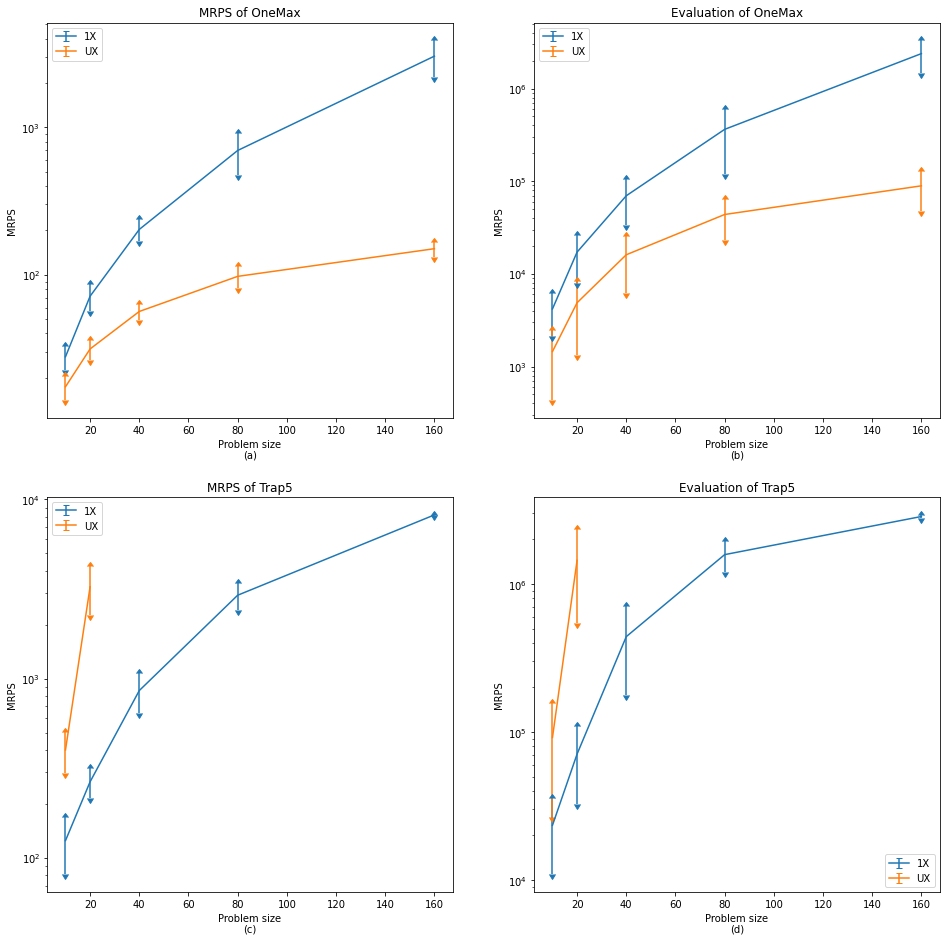 MRPS of OneMax
1X
UX
10³
10²
MRPS
20 40 60 80 100 120 140 160
Problem size
(a)
Evaluation of OneMax
1X
UX
10⁶
10⁵
10⁴
10³
MRPS
20 40 60 80 100 120 140 160
Problem size
(b)
MRPS of Trap5
1X
UX
10⁴
10³
10²
MRPS
20 40 60 80 100 120 140 160
Problem size
(c)
Evaluation of Trap5
10⁶
10⁵
10⁴
MRPS
1X
UX
20 40 60 80 100 120 140 160
Problem size
(d)